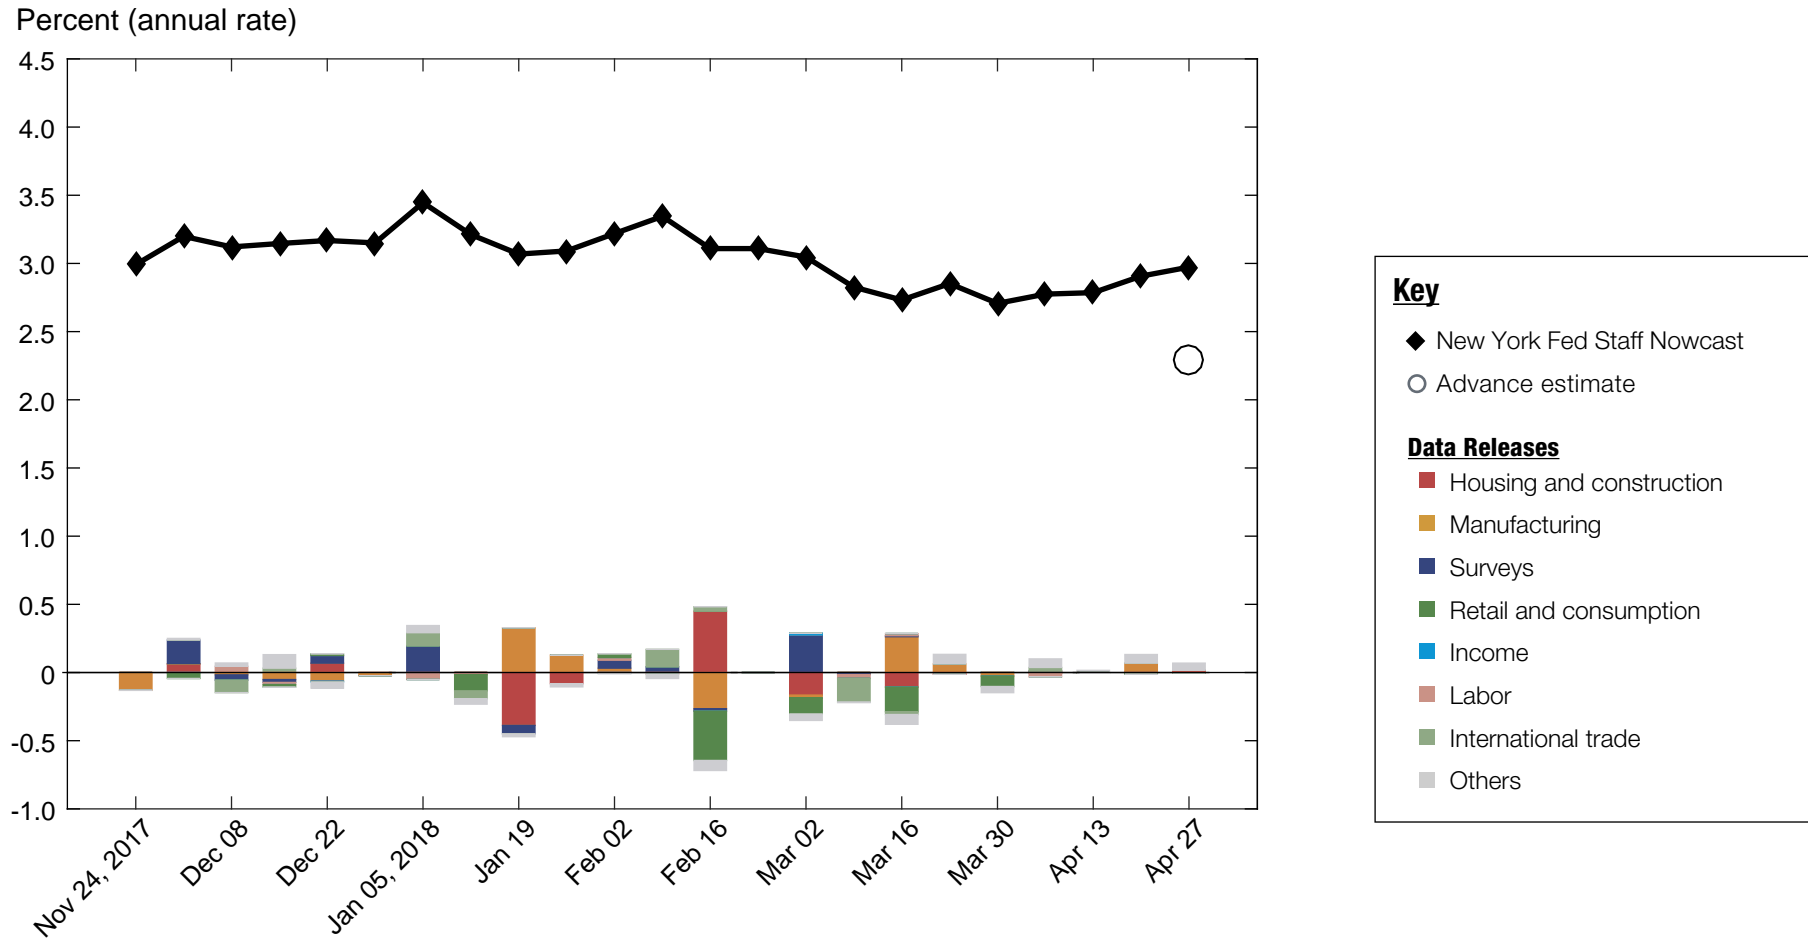 Percent (annual rate)
4.5
4.0
3.5
3.0
2.5
2.0
1.5
1.0
0.5
0
-0.5
-1.0
Nov 24, 2017
Dec 08
Dec 22
Jan 05, 2018
Jan 19
Feb 02
Feb 16
Mar 02
Mar 16
Mar 30
Apr 13
Apr 27
Key
New York Fed Staff Nowcast
Advance estimate
Data Releases
Housing and construction
Manufacturing
Surveys
Retail and consumption
Income
Labor
International trade
Others